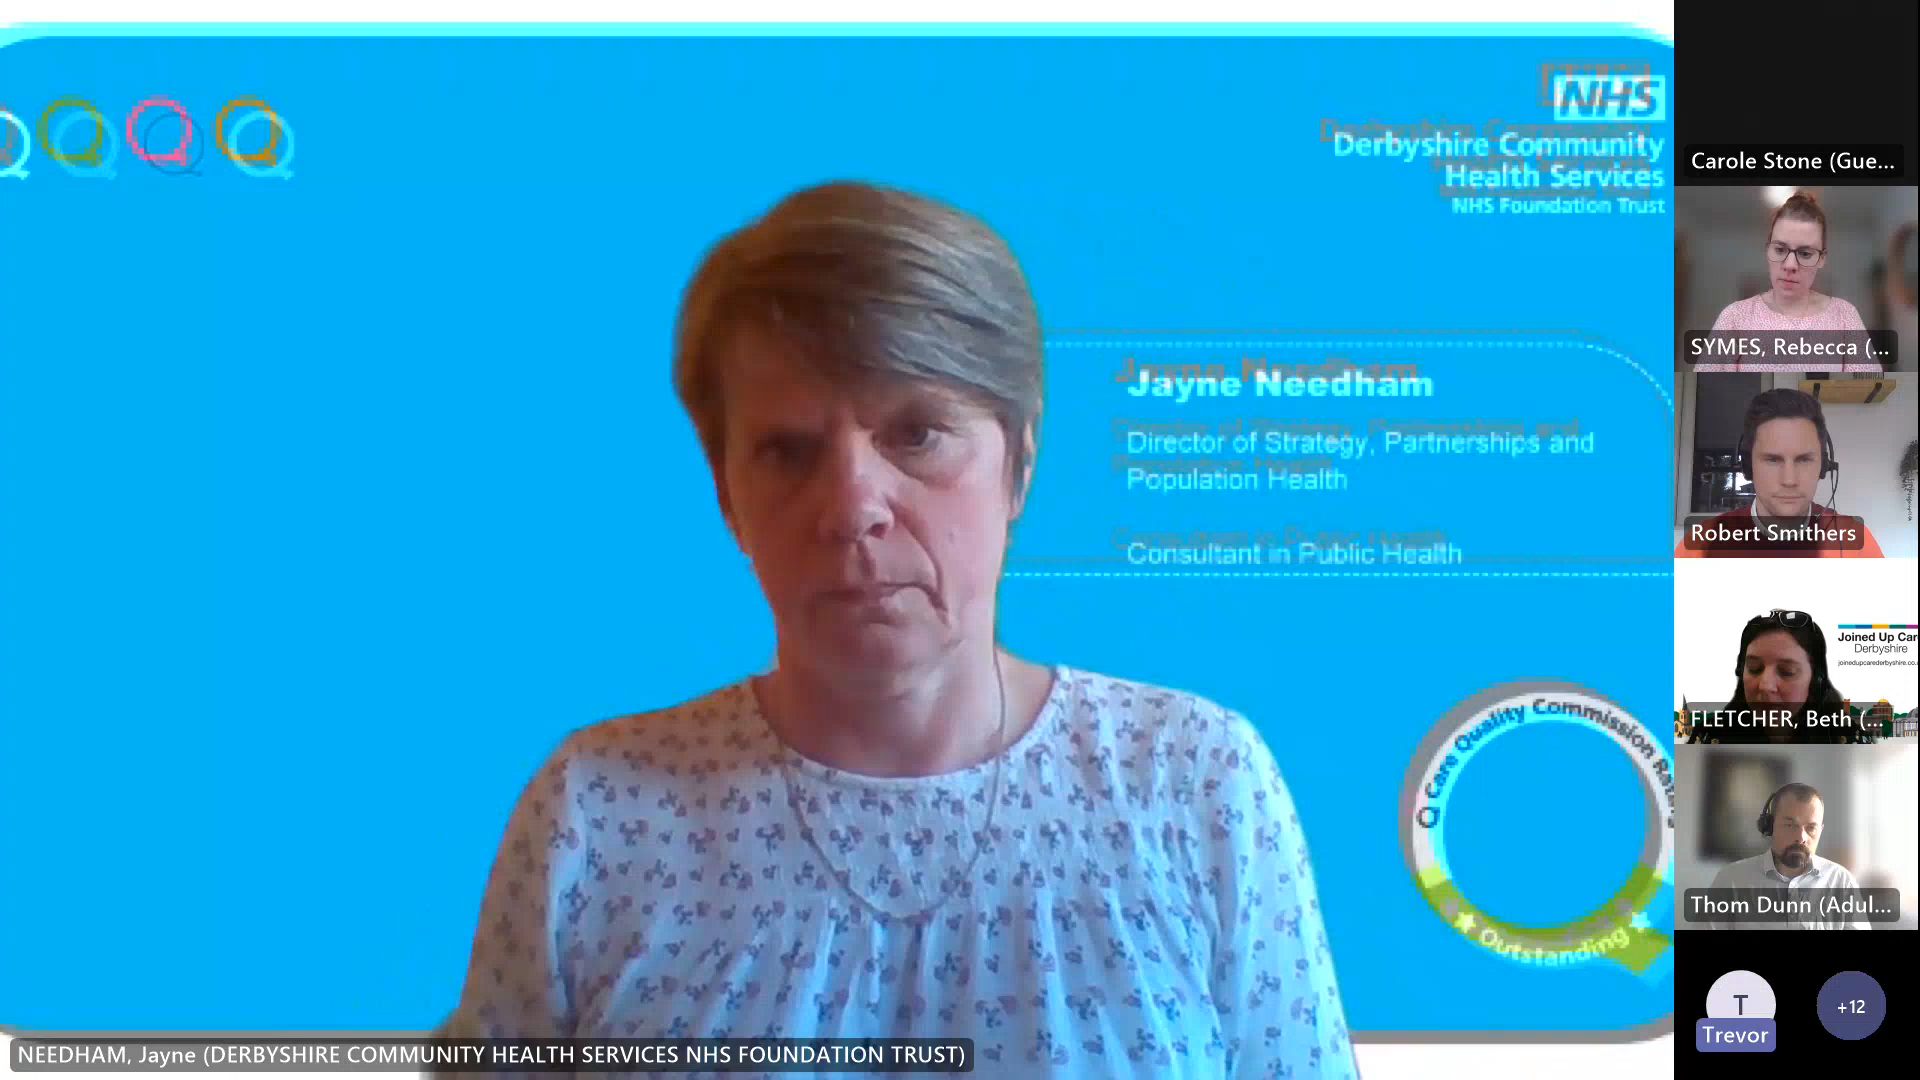 NHS
Derbyshire Community
Health Services
NHS Foundation Trust
Jayne Needham
Director of Strategy, Partnerships and
Population Health
Consultant in Public Health
Care Quality Commission
Outstanding
NEEDHAM, Jayne (DERBYSHIRE COMMUNITY HEALTH SERVICES NHS FOUNDATION TRUST)
Carole Stone (Gue...
SYMES, Rebecca (...
Robert Smithers
Joined Up Car
Derbyshire
joinedupcarederbyshire.co.
FLETCHER, Beth (...
Thom Dunn (Adul...
T
Trevor
+12